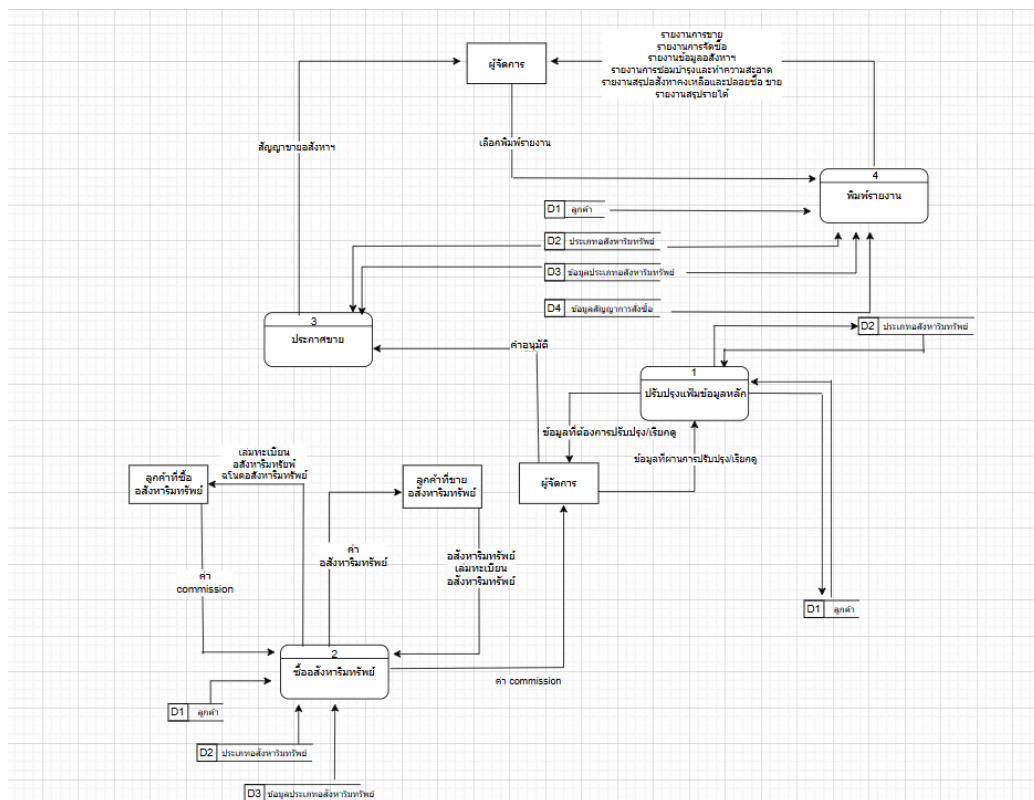 รายงานการขาย
รายงานการจัดซื้อ
รายงานข้อมูลอสังหาฯ
รายงานการซ่อมบำรุงและทำความสะอาด
รายงานสรุปอสังหาคงเหลือและปล่อยซื้อ ขาย
รายงานสรุปรายได้
ผู้จัดการ
สัญญาขายอสังหาฯ
เลือกพิมพ์รายงาน
4
พิมพ์รายงาน
D1 ลูกค้า
D2 ประเภทอสังหาริมทรัพย์
D3 ข้อมูลประเภทอสังหาริมทรัพย์
D4 ข้อมูลสัญญาการสั่งซื้อ
3
ประกาศขาย
D2 ประเภทอสังหาริมทรัพย์
คำอนุมัติ
1
ปรับปรุงแฟ้มข้อมูลหลัก
ข้อมูลที่ต้องการปรับปรุง/เรียกดู
ข้อมูลที่ผ่านการปรับปรุง/เรียกดู
ผู้จัดการ
เล่มทะเบียน
อสังหาริมทรัยพ์
ฉโนดอสังหาริมทรัพย์
ลูกค้าที่ซื้อ
อสังหาริมทรัพย์
ลูกค้าที่ขาย
อสังหาริมทรัพย์
ค่า
อสังหาริมทรัพย์
อสังหาริมทรัพย์
เล่มทะเบียน
อสังหาริมทรัพย์
ค่า
commission
D1 ลูกค้า
2
ซื้ออสังหาริมทรัพย์
ค่า commission
D1 ลูกค้า
D2 ประเภทอสังหาริมทรัพย์
D3 ข้อมูลประเภทอสังหาริมทรัพย์